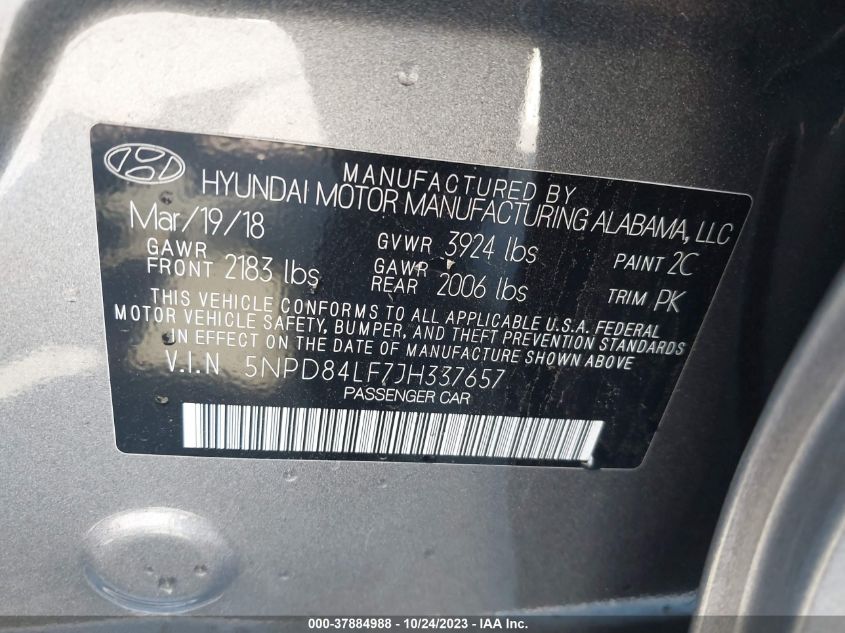 MANUFACTURED BY
HYUNDAI MOTOR MANUFACTURING ALABAMA, LLC
Mar/19/18
GVWR 3924 lbs
PAINT 2C
GAWR FRONT 2183 lbs
GAWR REAR 2006 lbs
TRIM PK
THIS VEHICLE CONFORMS TO ALL APPLICABLE U.S.A. FEDERAL
MOTOR VEHICLE SAFETY, BUMPER, AND THEFT PREVENTION STANDARDS
IN EFFECT ON THE DATE OF MANUFACTURE SHOWN ABOVE
V.I.N 5NPD84LF7JH337657
PASSENGER CAR
000-37884988 - 10/24/2023 - IAAI.COM